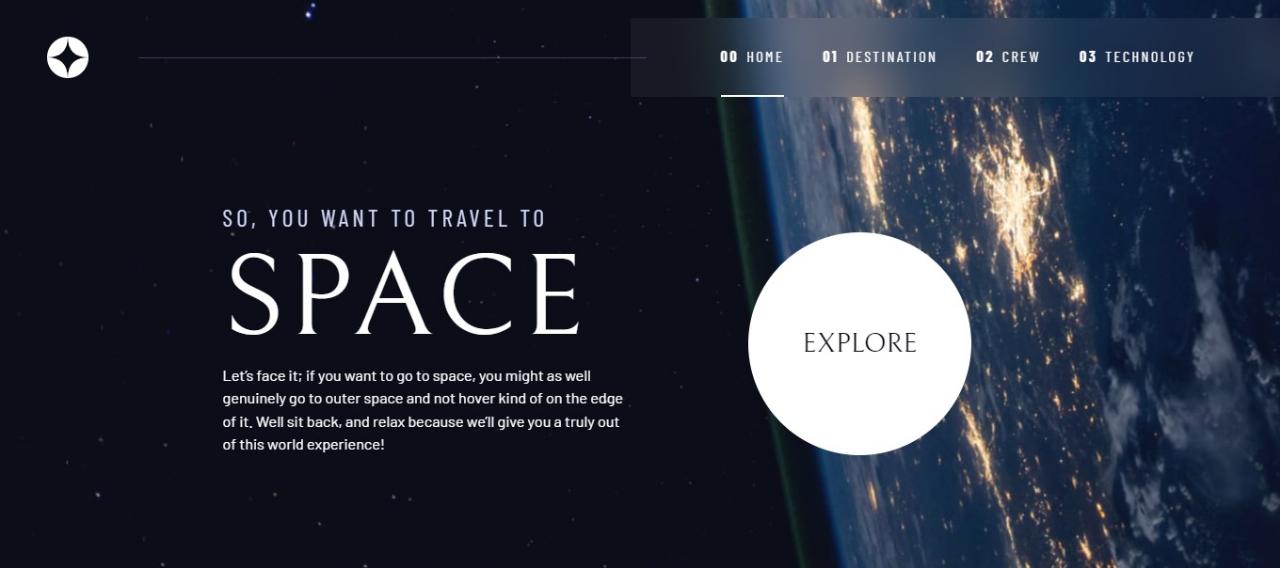 00 HOME 01 DESTINATION 02 CREW 03 TECHNOLOGY
SO, YOU WANT TO TRAVEL TO
SPACE
Let's face it; if you want to go to space, you might as well
genuinely go to outer space and not hover kind of on the edge
of it. Well sit back, and relax because we'll give you a truly out
of this world experience!
EXPLORE